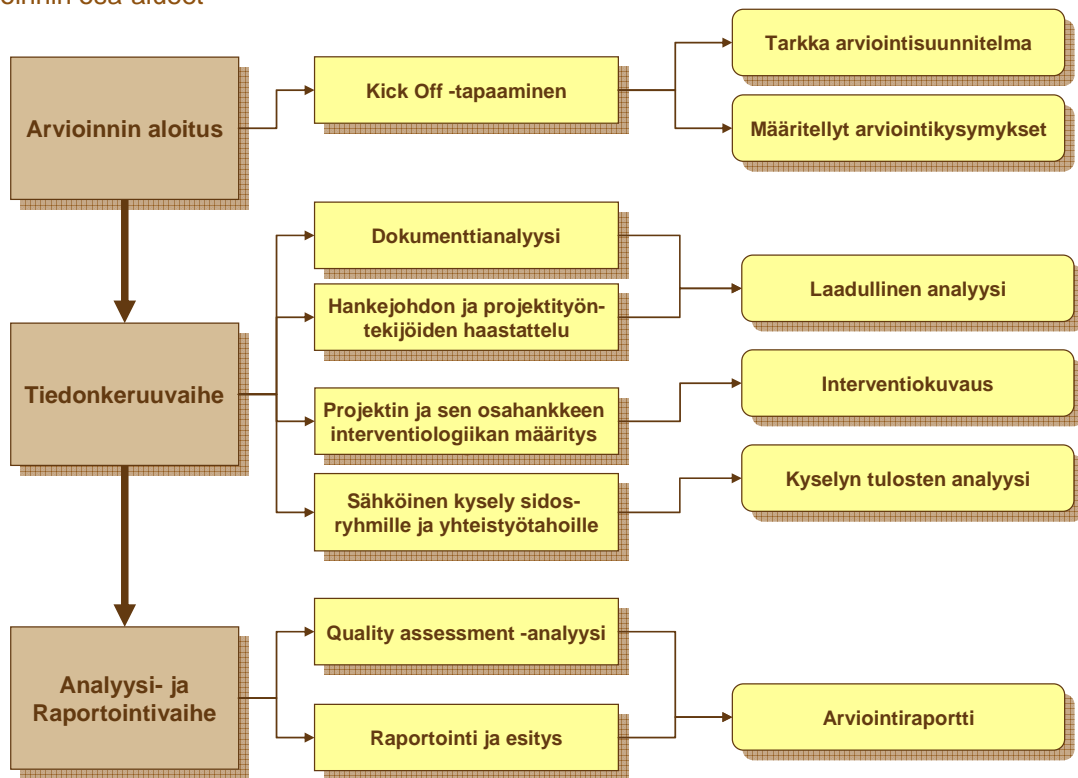 osa-alueet
Arvioinnin aloitus
Kick Off -tapaaminen
Tarkka arviointisuunnitelma
Määritellyt arviointikysymykset
Tiedonkeruuvaihe
Dokumenttianalyysi
Hankejohdon ja projektityön-
tekijöiden haastattelu
Projektin ja sen osahankkeen
interventiologiikan määritys
Sähköinen kysely sidos-
ryhmille ja yhteistyötahoille
Laadullinen analyysi
Interventiokuvaus
Kyselyn tulosten analyysi
Analyysi- ja
Raportointivaihe
Quality assessment -analyysi
Raportointi ja esitys
Arviointiraportti